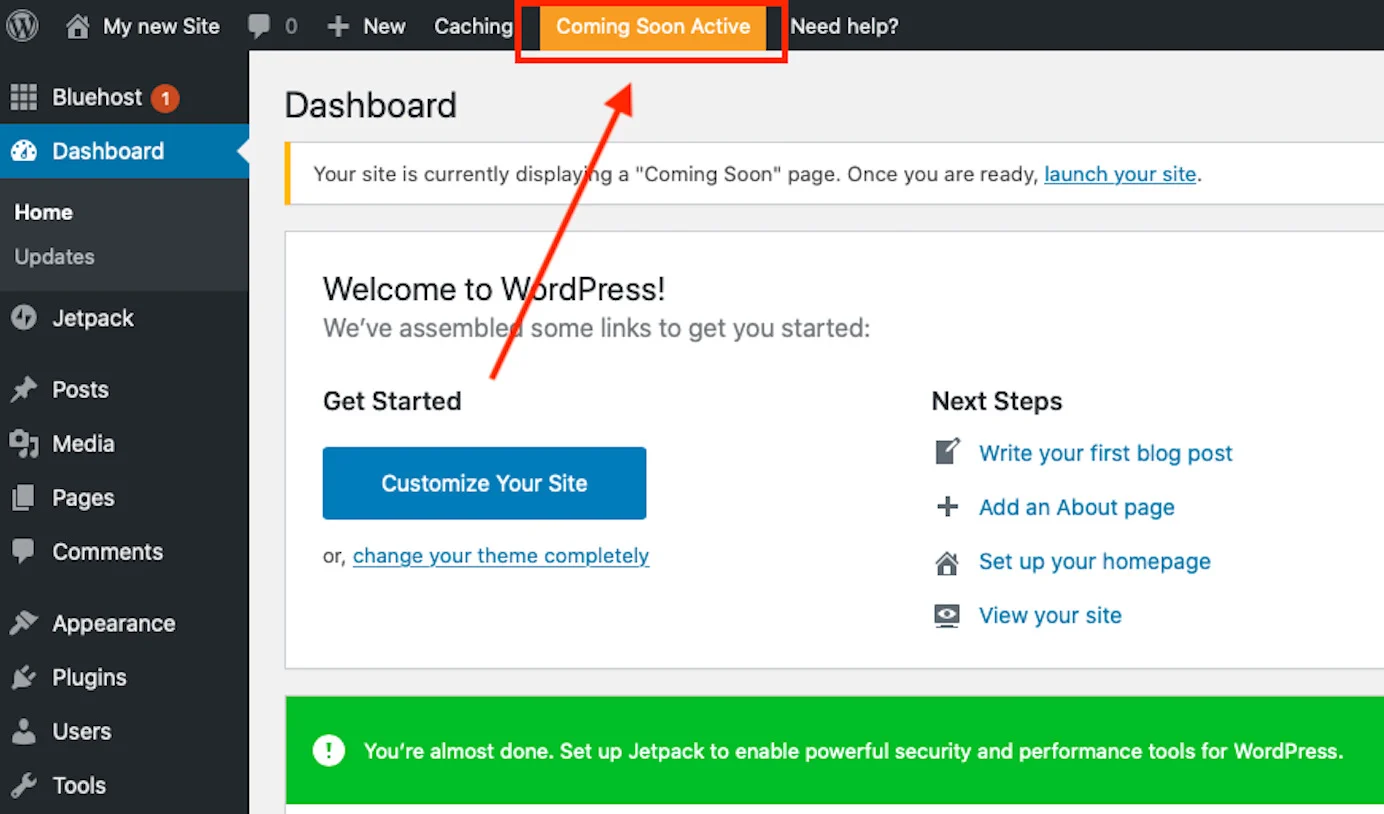 My new Site 0 New Caching Coming Soon Active Need help?
Bluehost 1
Dashboard
Home
Updates
Jetpack
Posts
Media
Pages
Comments
Appearance
Plugins
Users
Tools
Dashboard
Your site is currently displaying a "Coming Soon" page. Once you are ready, launch your site.
Welcome to WordPress!
We’ve assembled some links to get you started:
Get Started
Customize Your Site
or, change your theme completely
Next Steps
Write your first blog post
Add an About page
Set up your homepage
View your site
You’re almost done. Set up Jetpack to enable powerful security and performance tools for WordPress.